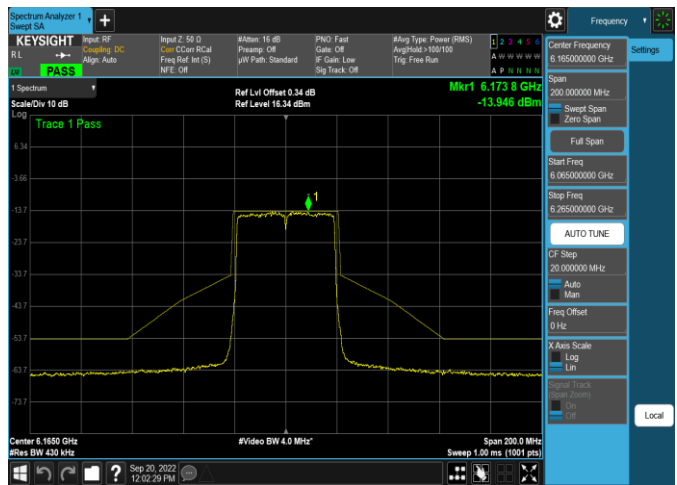 Spectrum Analyzer 1
Swept SA
+
Frequency
KEYSIGHT
RL
PASS
Input: RF
Coupling: DC
Align: Auto
Input Z: 50 Ω
Corr CCorr RCal
Freq Ref: Int (S)
NFE: Off
#Atten: 16 dB
Preamp: Off
µW Path: Standard
PNO: Fast
Gate: Off
IF Gain: Low
Sig Track: Off
#Avg Type: Power (RMS)
Avg|Hold:>100/100
Trig: Free Run
1 2 3 4 5 6
A W W W W W
A P N N N N
1 Spectrum
Scale/Div 10 dB
Log
Ref Lvl Offset 0.34 dB
Ref Level 16.34 dBm
Mkr1 6.173 8 GHz
-13.946 dBm
Trace 1 Pass
1
6.34
-3.66
-13.7
-23.7
-33.7
-43.7
-53.7
-63.7
-73.7
Center 6.1650 GHz
#Res BW 430 kHz
#Video BW 4.0 MHz*
Span 200.0 MHz
Sweep 1.00 ms (1001 pts)
Sep 20, 2022
12:02:29 PM
Center Frequency
6.165000000 GHz
Settings
Span
200.000000 MHz
Swept Span
Zero Span
Full Span
Start Freq
6.065000000 GHz
Stop Freq
6.265000000 GHz
AUTO TUNE
CF Step
20.000000 MHz
Auto
Man
Freq Offset
0 Hz
X Axis Scale
Log
Lin
Signal Track
(Span Zoom)
On
Off
Local